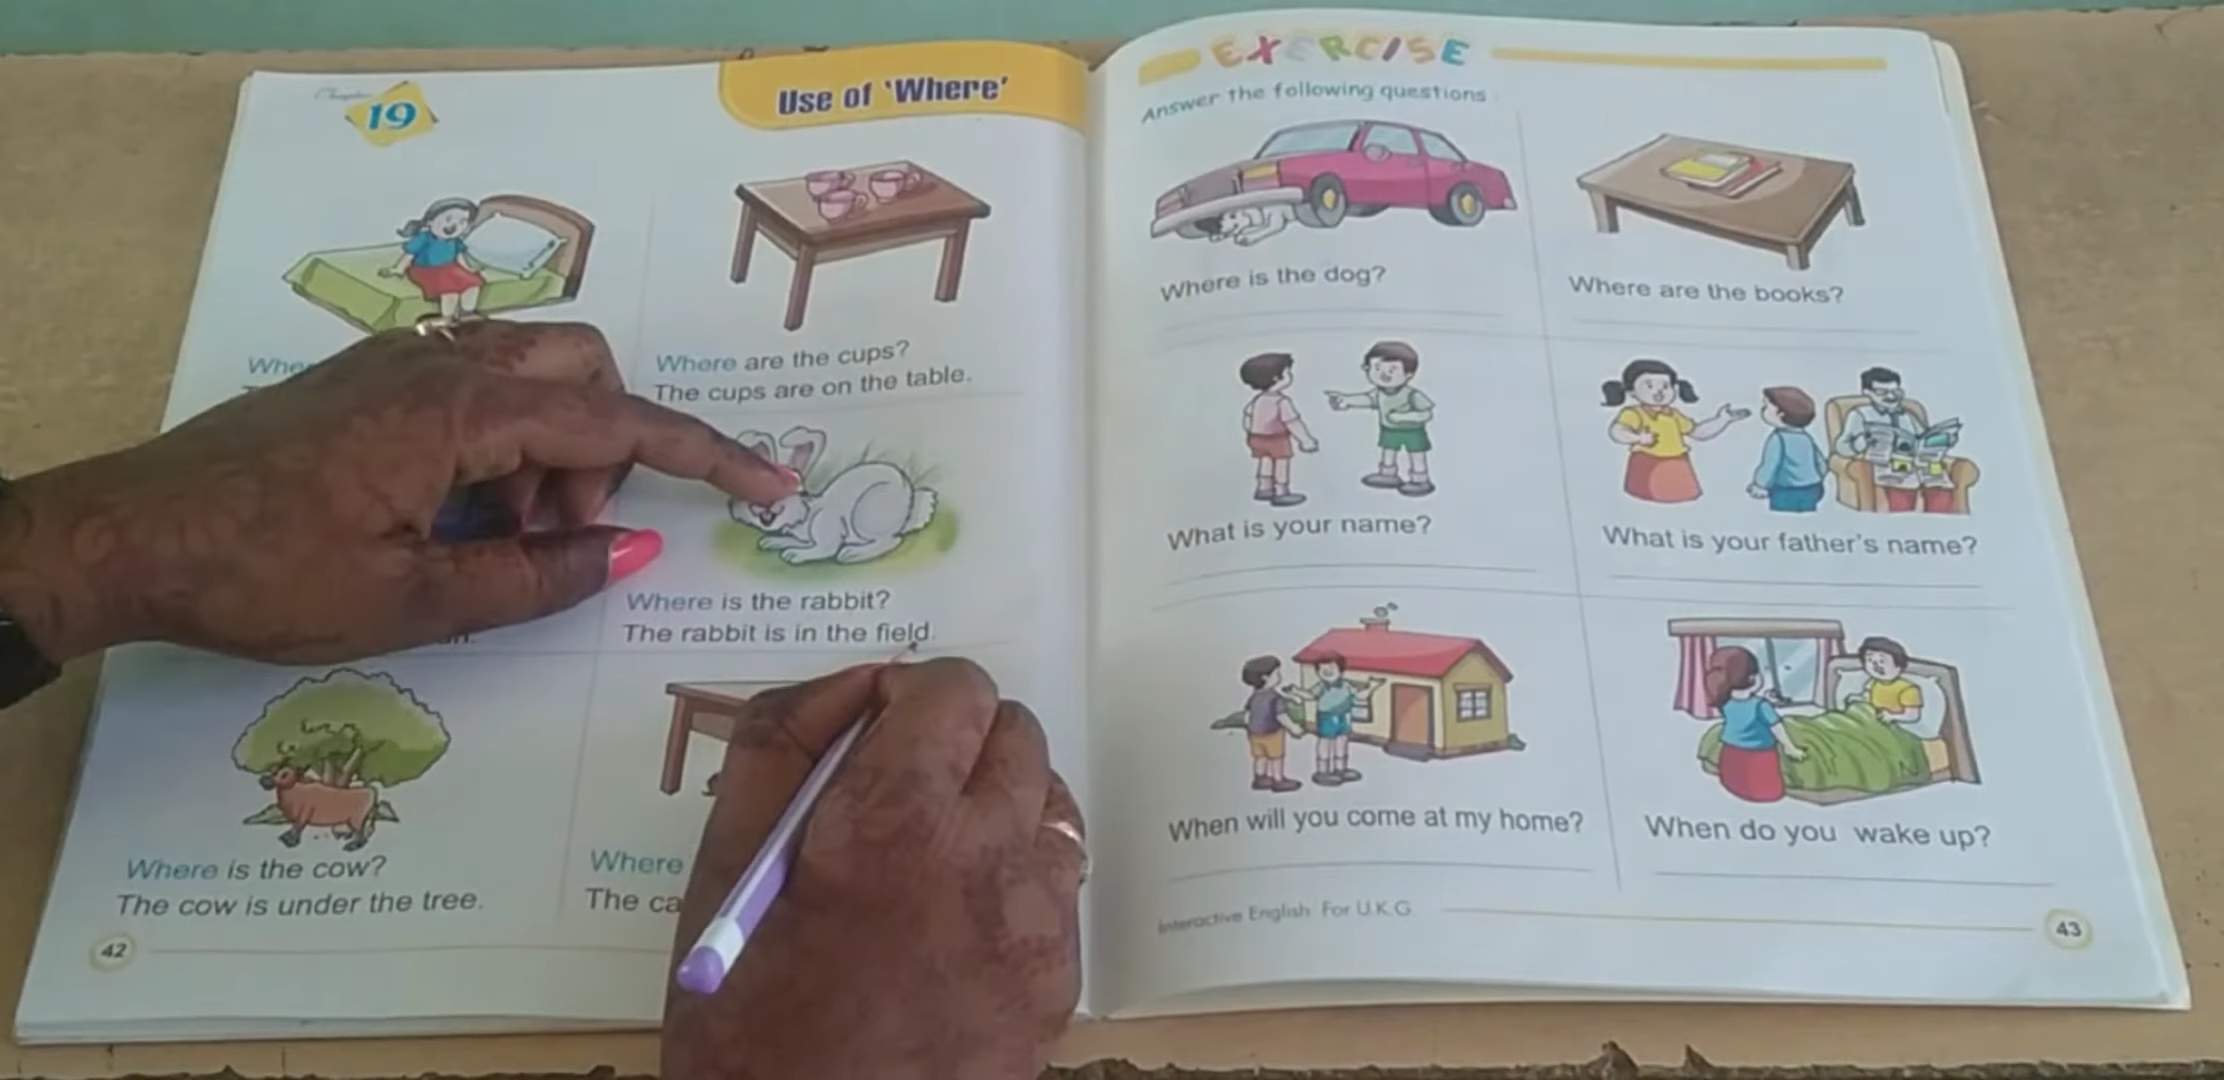 Chapter
19
Use of 'Where'
Where are the cups?
The cups are on the table.
Where is the rabbit?
The rabbit is in the field.
Where is the cow?
The cow is under the tree.
Where
The
42
EXERCISE
Answer the following questions
Where is the dog?
Where are the books?
What is your name?
What is your father's name?
When will you come at my home?
When do you wake up?
Interactive English For U.K.G
43